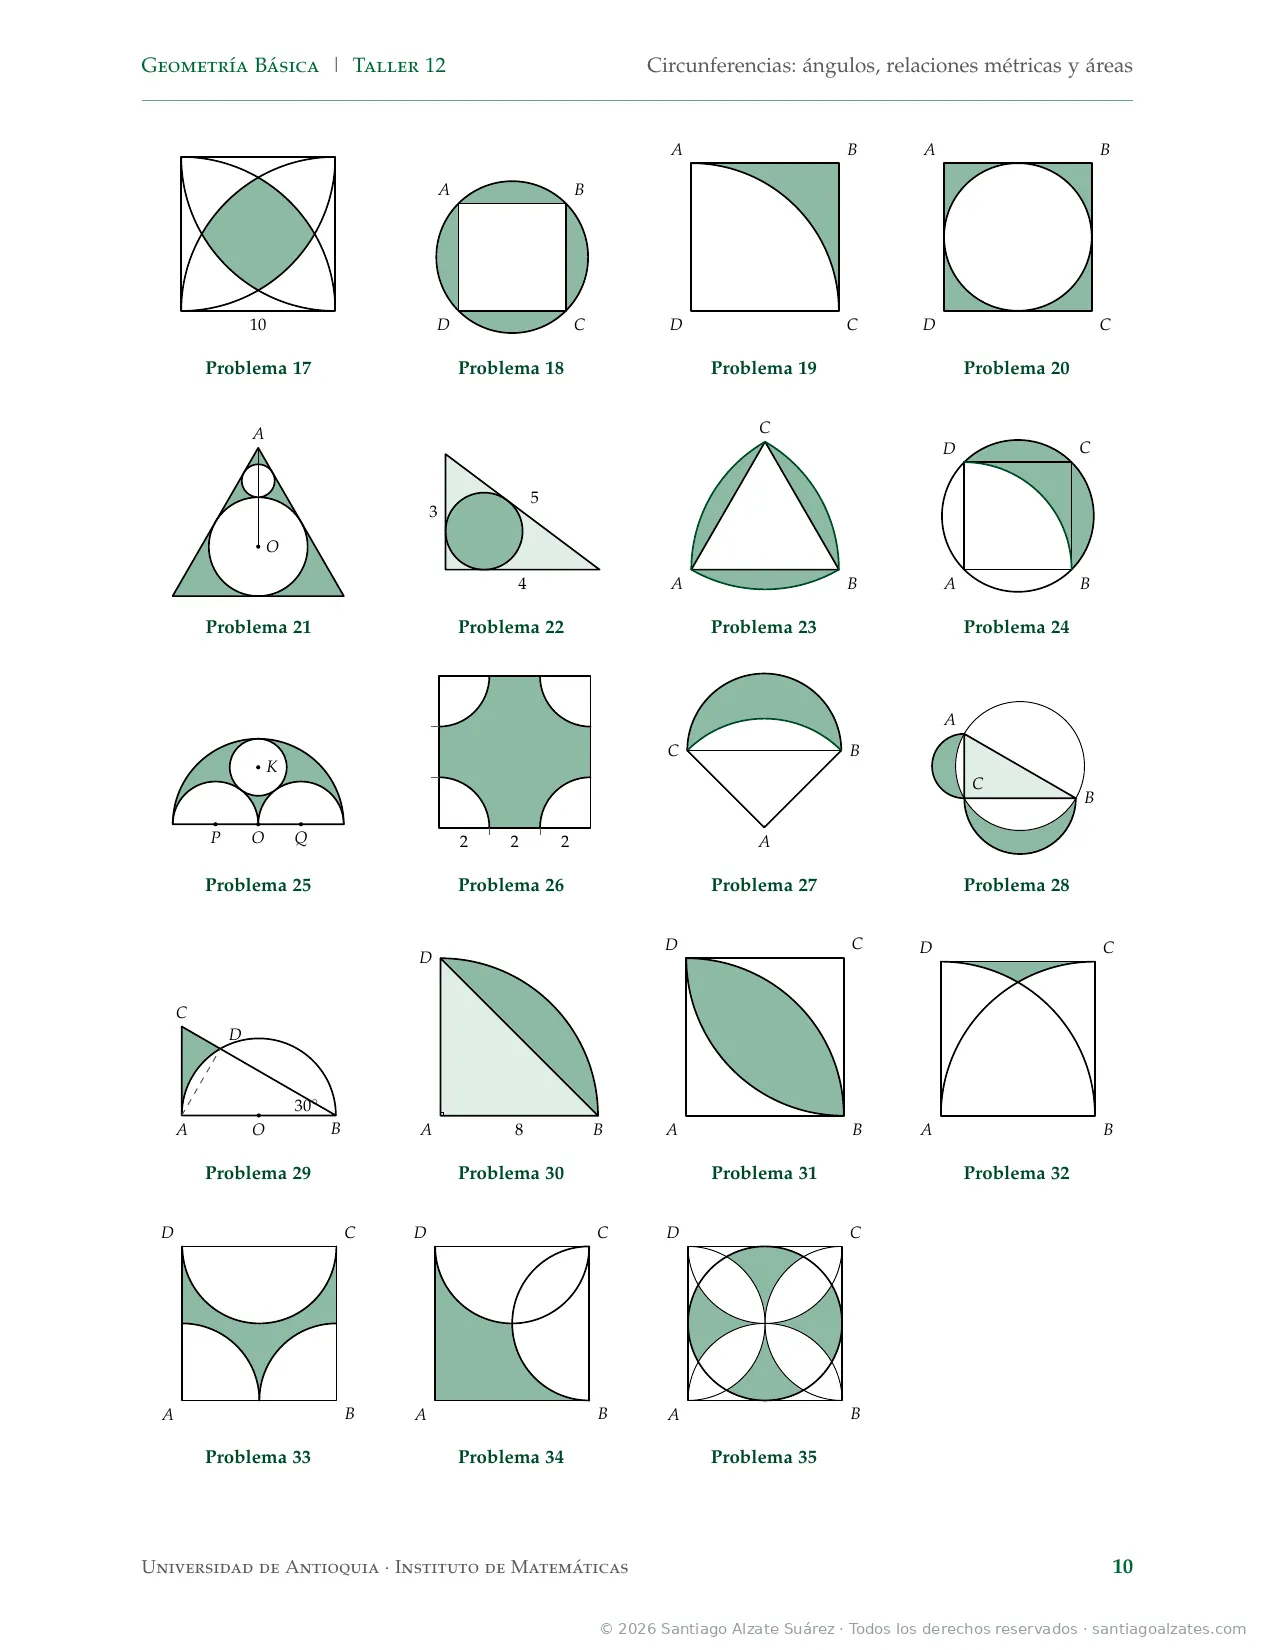 Geometría Básica | Taller 12
Circunferencias: ángulos, relaciones métricas y áreas
10
Problema 17
A B
D C
Problema 18
A B
D C
Problema 19
A B
D C
Problema 20
A
O
Problema 21
3 5
4
Problema 22
C
A B
Problema 23
D C
A B
Problema 24
K
P O Q
Problema 25
2 2 2
Problema 26
C B
A
Problema 27
A
C
B
Problema 28
C
D
30°
A O B
Problema 29
D
A 8 B
Problema 30
D C
A B
Problema 31
D C
A B
Problema 32
D C
A B
Problema 33
D C
A B
Problema 34
D C
A B
Problema 35
Universidad de Antioquia · Instituto de Matemáticas
10
© 2026 Santiago Alzate Suárez · Todos los derechos reservados · santiagoalzates.com